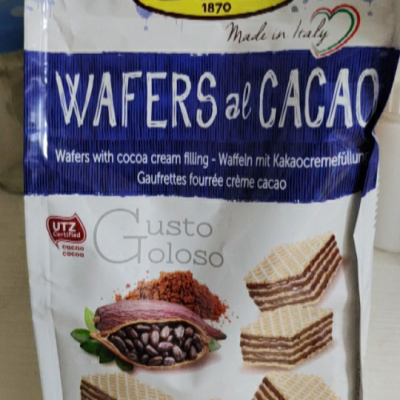 1870
Made in Italy
WAFERS al CACAO
Wafers with cocoa cream filling - Waffeln mit Kakaocremefüllun
Gaufrettes fourrée crème cacao
UTZ
Certified
cacao
cocoa
Gusto
Goloso